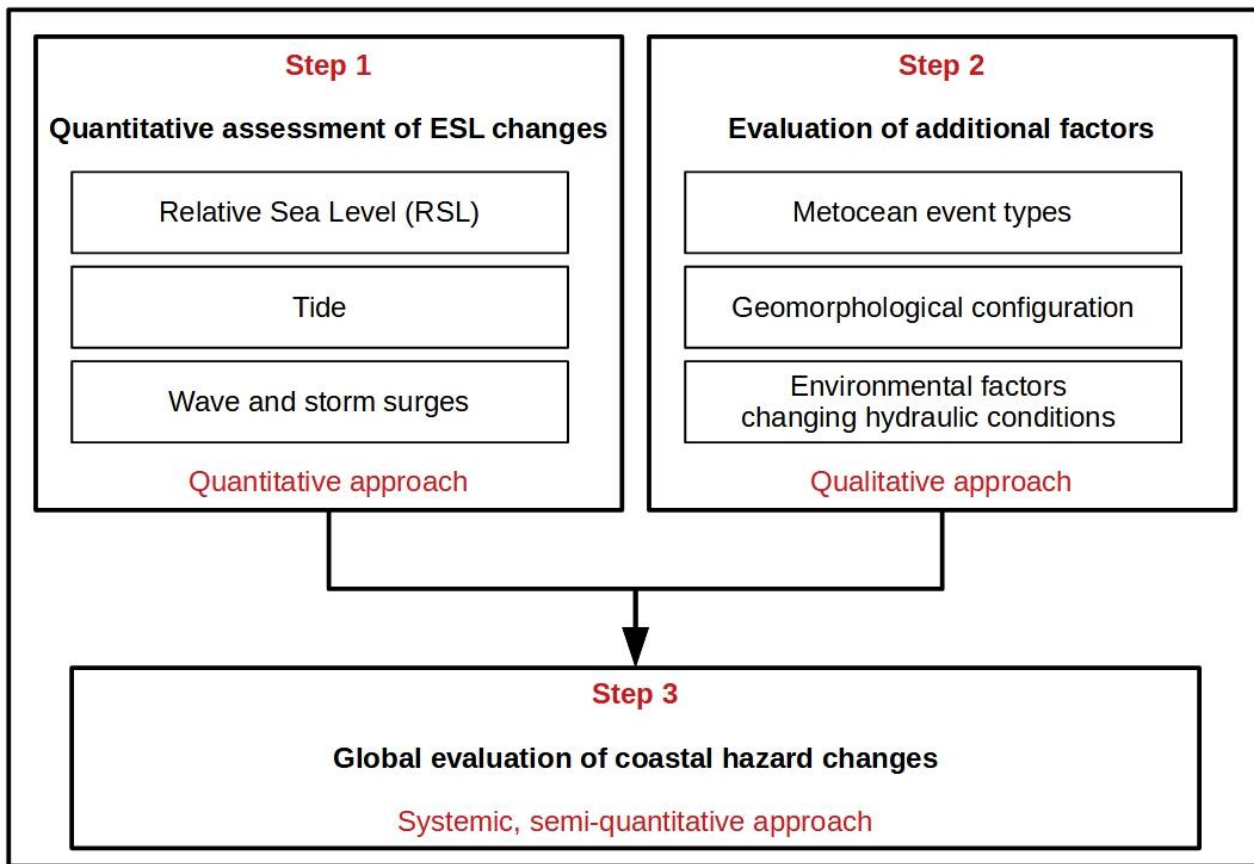 Step 1
Quantitative assessment of ESL changes
Relative Sea Level (RSL)
Tide
Wave and storm surges
Quantitative approach
Step 2
Evaluation of additional factors
Metocean event types
Geomorphological configuration
Environmental factors
changing hydraulic conditions
Qualitative approach
Step 3
Global evaluation of coastal hazard changes
Systemic, semi-quantitative approach